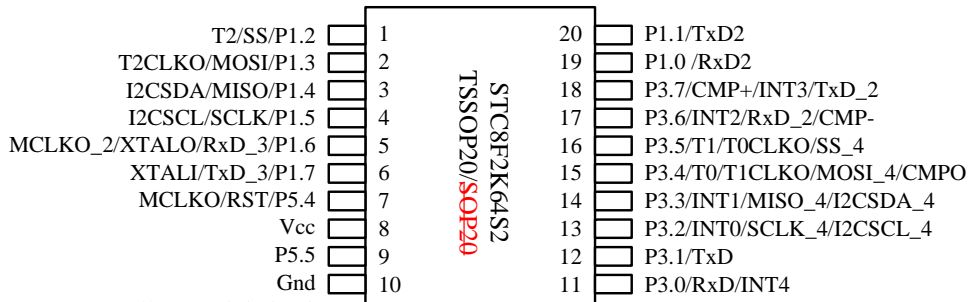 T2/SS/P1.2 1 20 P1.1/TxD2
T2CLKO/MOSI/P1.3 2 19 P1.0 /RxD2
I2CSDA/MISO/P1.4 3 18 P3.7/CMP+/INT3/TxD_2
I2CSCL/SCLK/P1.5 4 17 P3.6/INT2/RxD_2/CMP-
MCLKO_2/XTALO/RxD_3/P1.6 5 16 P3.5/T1/T0CLKO/SS_4
XTALI/TxD_3/P1.7 6 15 P3.4/T0/T1CLKO/MOSI_4/CMPO
MCLKO/RST/P5.4 7 14 P3.3/INT1/MISO_4/I2CSDA_4
Vcc 8 13 P3.2/INT0/SCLK_4/I2CSCL_4
P5.5 9 12 P3.1/TxD
Gnd 10 11 P3.0/RxD/INT4
STC8F2K64S2
TSSOP20/SOP20